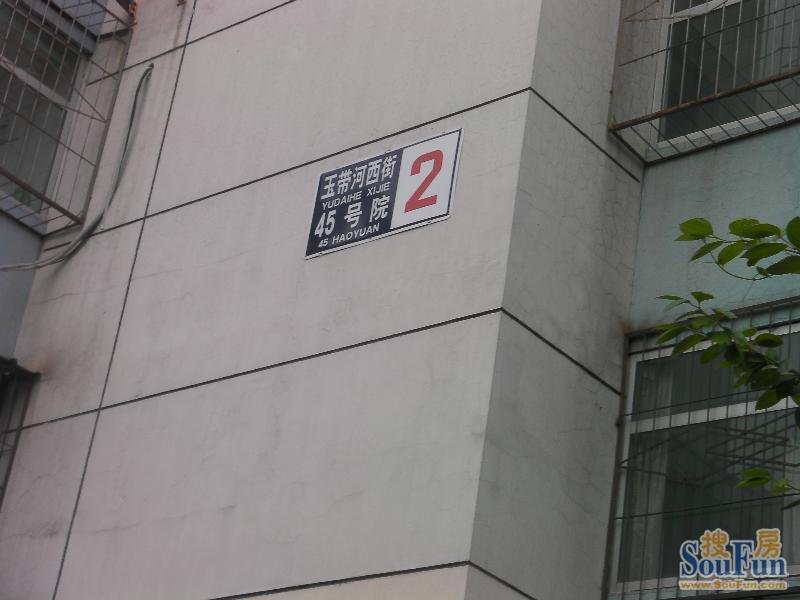 玉带河西街
YUDAIHE XIJIE
45号院
45 HAOYUAN
2
搜房
SouFun
www.SouFun.com